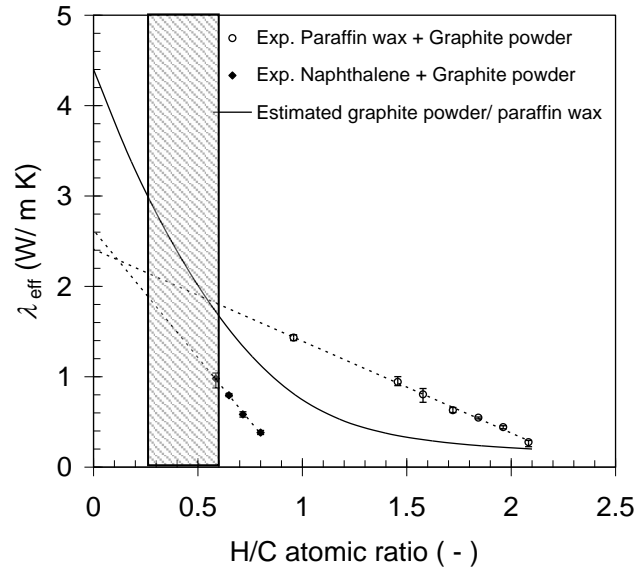 5
4
3
2
1
0
λ eff (W/ m K)
Exp. Paraffin wax + Graphite powder
Exp. Naphthalene + Graphite powder
Estimated graphite powder/ paraffin wax
0
0.5
1
1.5
2
2.5
H/C atomic ratio ( - )